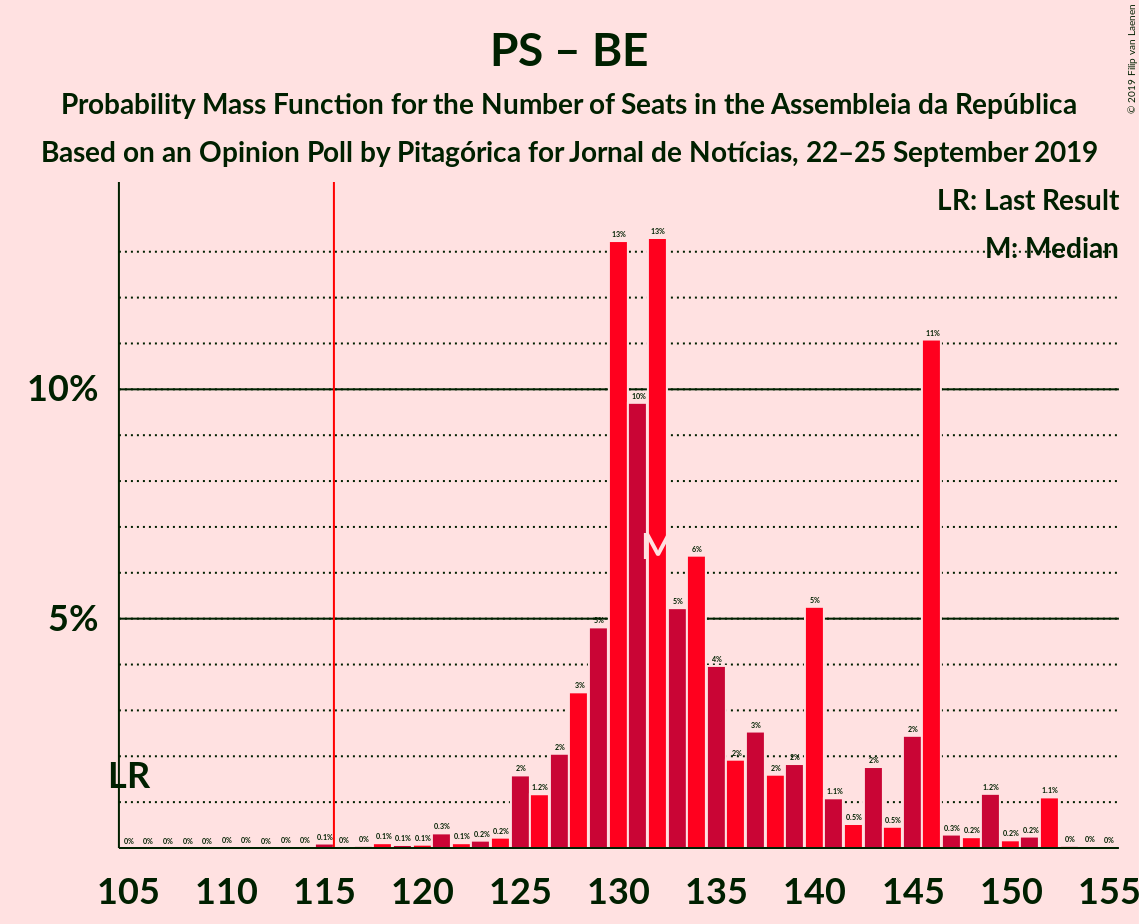 PS – BE
Probability Mass Function for the Number of Seats in the Assembleia da República
Based on an Opinion Poll by Pitagórica for Jornal de Notícias, 22–25 September 2019
© 2019 Filip van Laenen
LR: Last Result
M: Median
10%
5%
LR
M
0% 0% 0% 0% 0% 0% 0% 0% 0% 0% 0.1% 0% 0% 0.1% 0.1% 0.1% 0.3% 0.1% 0.2% 0.2% 2% 1.2% 2% 3% 5% 13% 10% 13% 5% 6% 4% 2% 3% 2% 2% 5% 1.1% 0.5% 2% 0.5% 2% 11% 0.3% 0.2% 1.2% 0.2% 0.2% 1.1% 0% 0% 0%
105 110 115 120 125 130 135 140 145 150 155